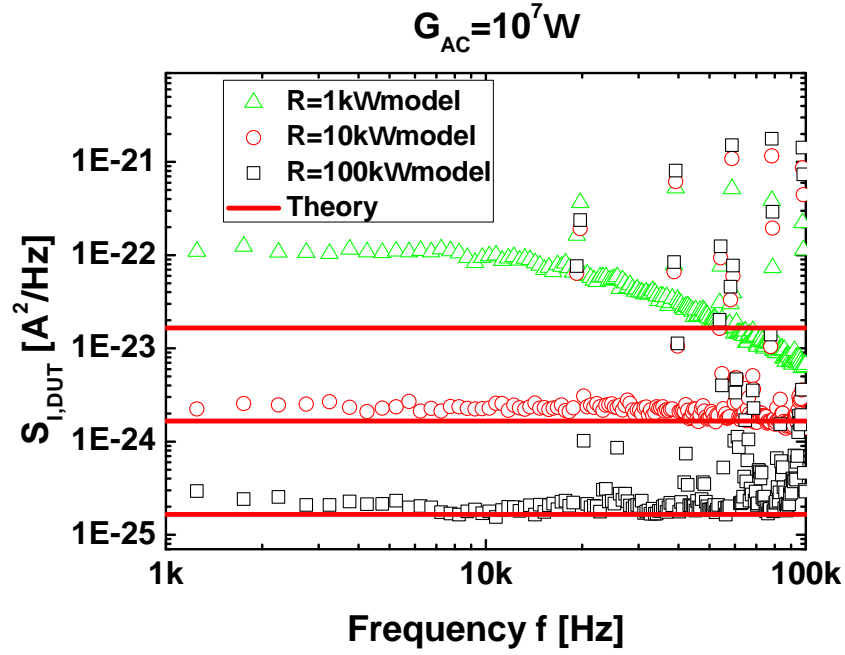 G_AC=10^7W
R=1kWmodel
R=10kWmodel
R=100kWmodel
Theory
1E-21
1E-22
1E-23
1E-24
1E-25
S_I,DUT [A^2/Hz]
1k
10k
100k
Frequency f [Hz]